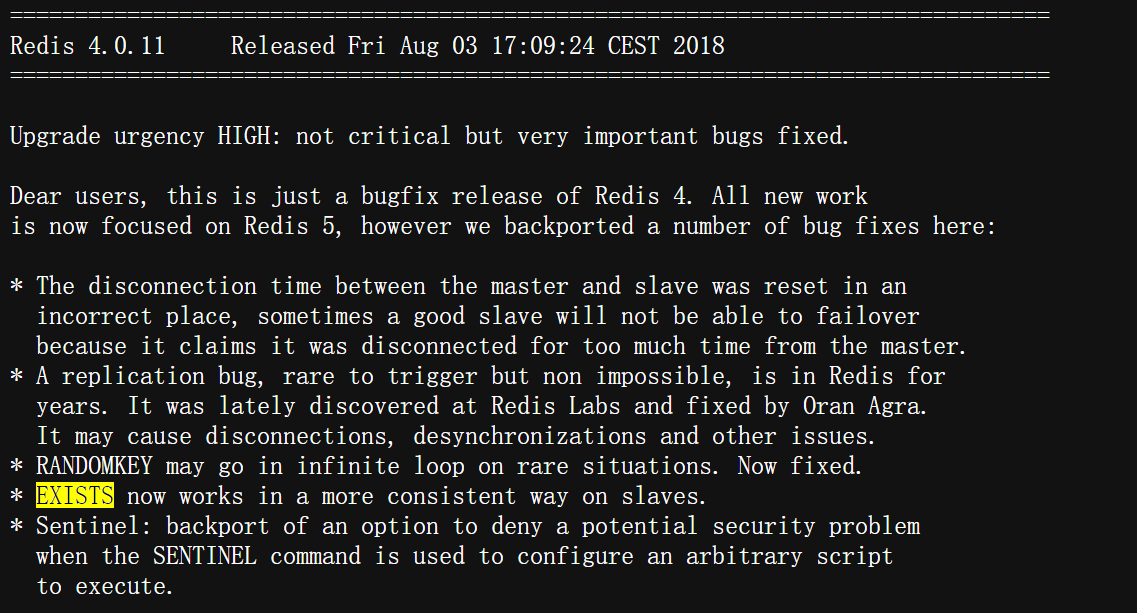 ================================================================================
Redis 4.0.11     Released Fri Aug 03 17:09:24 CEST 2018
================================================================================
Upgrade urgency HIGH: not critical but very important bugs fixed.
Dear users, this is just a bugfix release of Redis 4. All new work
is now focused on Redis 5, however we backported a number of bug fixes here:
* The disconnection time between the master and slave was reset in an
  incorrect place, sometimes a good slave will not be able to failover
  because it claims it was disconnected for too much time from the master.
* A replication bug, rare to trigger but non impossible, is in Redis for
  years. It was lately discovered at Redis Labs and fixed by Oran Agra.
  It may cause disconnections, desynchronizations and other issues.
* RANDOMKEY may go in infinite loop on rare situations. Now fixed.
* EXISTS now works in a more consistent way on slaves.
* Sentinel: backport of an option to deny a potential security problem
  when the SENTINEL command is used to configure an arbitrary script
  to execute.